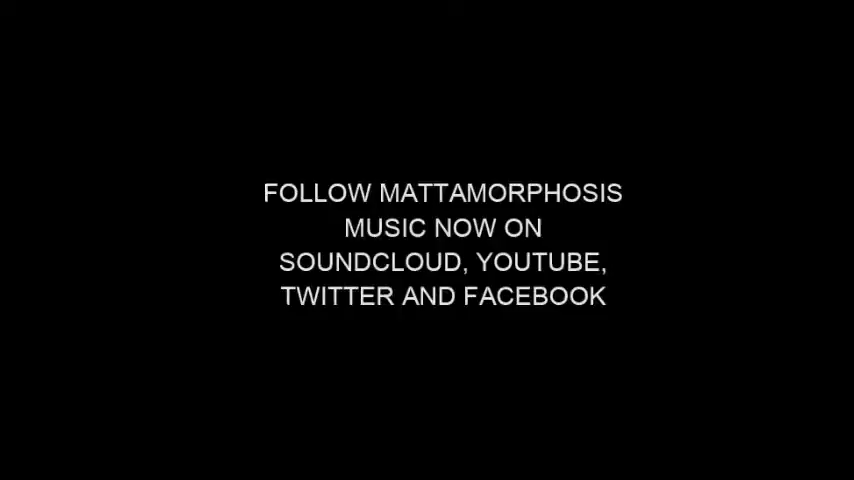 FOLLOW MATTAMORPHOSIS
MUSIC NOW ON
SOUNDCLOUD, YOUTUBE,
TWITTER AND FACEBOOK